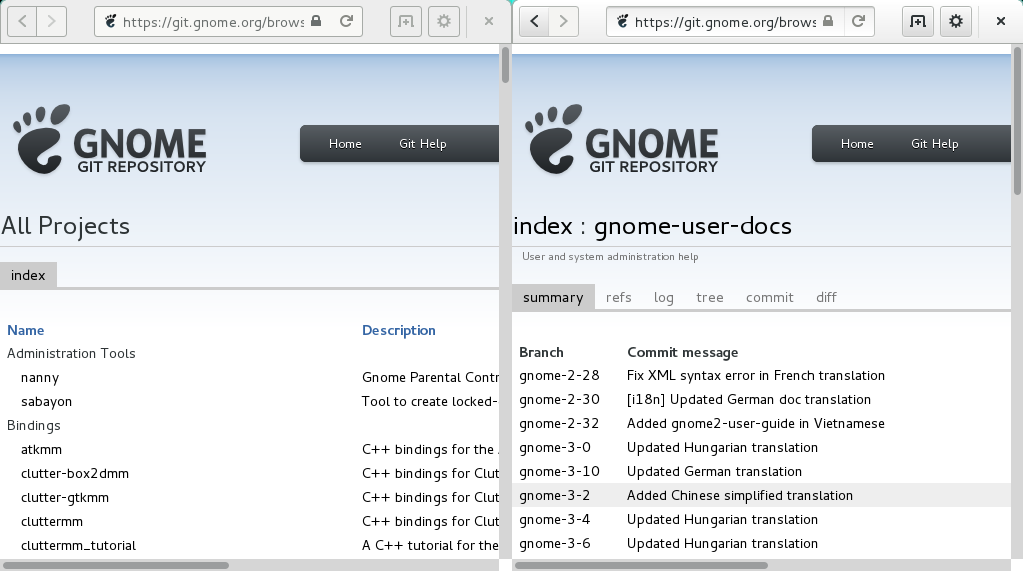 https://git.gnome.org/brows
GNOME
GIT REPOSITORY
Home Git Help
All Projects
index
Name Description
Administration Tools
nanny Gnome Parental Contr
sabayon Tool to create locked-
Bindings
atkmm C++ bindings for the
clutter-box2dmm C++ bindings for Clut
clutter-gtkmm C++ bindings for Clut
cluttermm C++ bindings for Clut
cluttermm_tutorial A C++ tutorial for the
https://git.gnome.org/brows
GNOME
GIT REPOSITORY
Home Git Help
index : gnome-user-docs
User and system administration help
summary refs log tree commit diff
Branch Commit message
gnome-2-28 Fix XML syntax error in French translation
gnome-2-30 [i18n] Updated German doc translation
gnome-2-32 Added gnome2-user-guide in Vietnamese
gnome-3-0 Updated Hungarian translation
gnome-3-10 Updated German translation
gnome-3-2 Added Chinese simplified translation
gnome-3-4 Updated Hungarian translation
gnome-3-6 Updated Hungarian translation